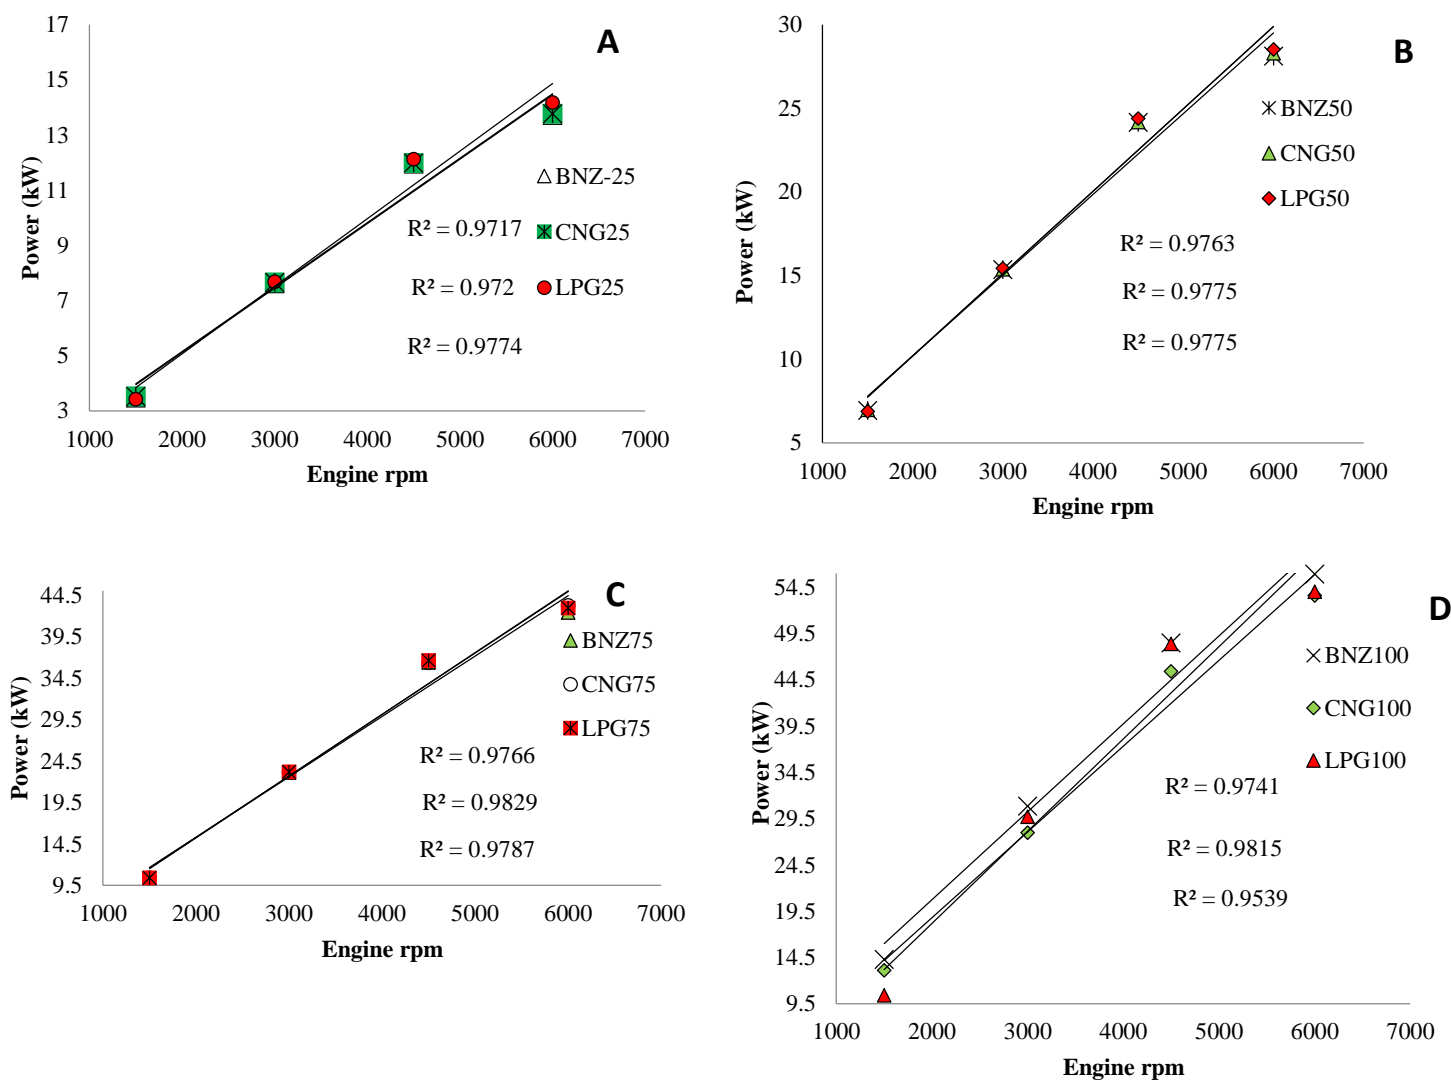 A
17
15
13
11
9
7
5
3
Power (kW)
1000 2000 3000 4000 5000 6000 7000
Engine rpm
BNZ-25
CNG25
LPG25
R² = 0.9717
R² = 0.972
R² = 0.9774
B
30
25
20
15
10
5
Power (kW)
1000 2000 3000 4000 5000 6000 7000
Engine rpm
BNZ50
CNG50
LPG50
R² = 0.9763
R² = 0.9775
R² = 0.9775
C
44.5
39.5
34.5
29.5
24.5
19.5
14.5
9.5
Power (kW)
1000 2000 3000 4000 5000 6000 7000
Engine rpm
BNZ75
CNG75
LPG75
R² = 0.9766
R² = 0.9829
R² = 0.9787
D
54.5
49.5
44.5
39.5
34.5
29.5
24.5
19.5
14.5
9.5
Power (kW)
1000 2000 3000 4000 5000 6000 7000
Engine rpm
BNZ100
CNG100
LPG100
R² = 0.9741
R² = 0.9815
R² = 0.9539